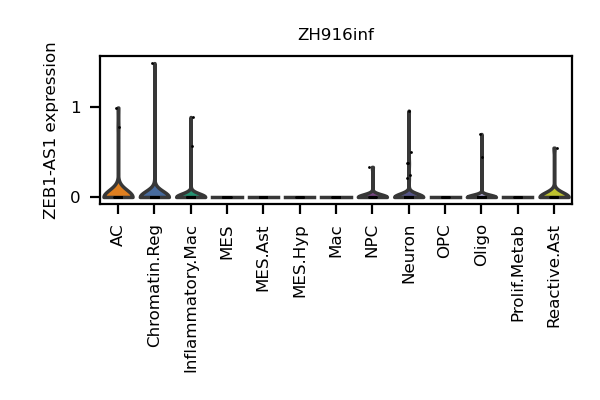 ZH916inf
ZEB1-AS1 expression
1
0
AC
Chromatin.Reg
Inflammatory.Mac
MES
MES.Ast
MES.Hyp
Mac
NPC
Neuron
OPC
Oligo
Prolif.Metab
Reactive.Ast